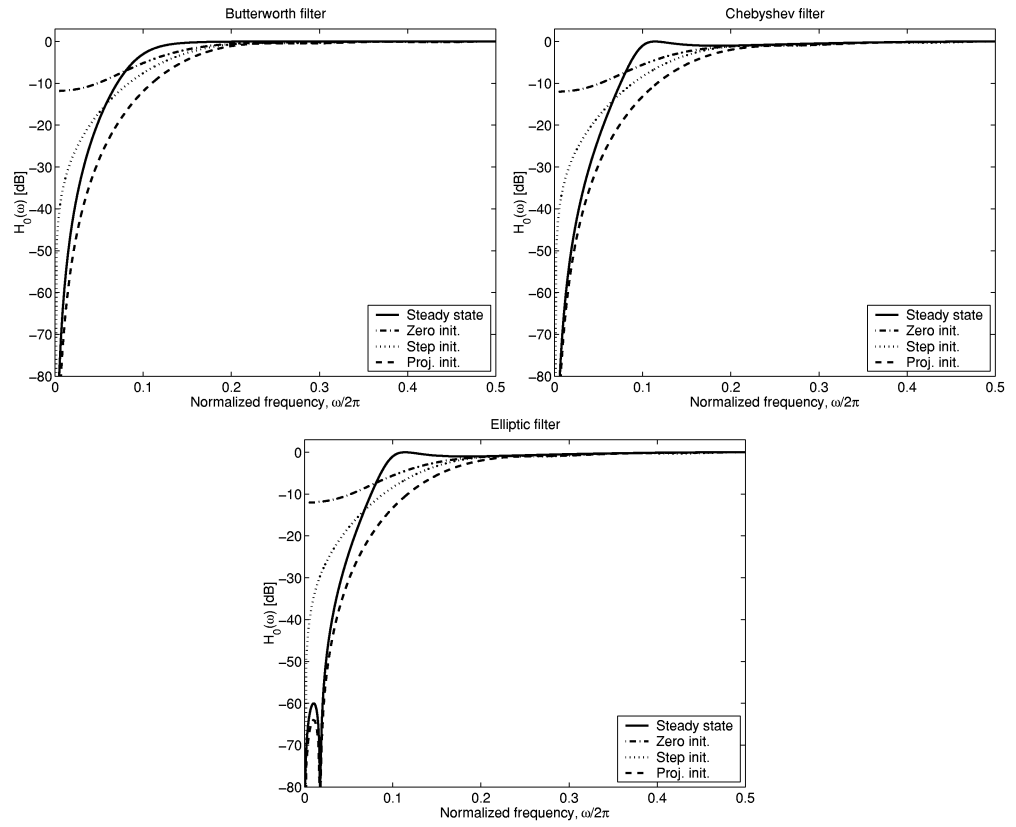 Butterworth filter
0
−10
−20
−30
−40
−50
−60
−70
−80
H0(ω) [dB]
0 0.1 0.2 0.3 0.4 0.5
Normalized frequency, ω/2π
Steady state
Zero init.
Step init.
Proj. init.
Chebyshev filter
0
−10
−20
−30
−40
−50
−60
−70
−80
H0(ω) [dB]
0 0.1 0.2 0.3 0.4 0.5
Normalized frequency, ω/2π
Steady state
Zero init.
Step init.
Proj. init.
Elliptic filter
0
−10
−20
−30
−40
−50
−60
−70
−80
H0(ω) [dB]
0 0.1 0.2 0.3 0.4 0.5
Normalized frequency, ω/2π
Steady state
Zero init.
Step init.
Proj. init.